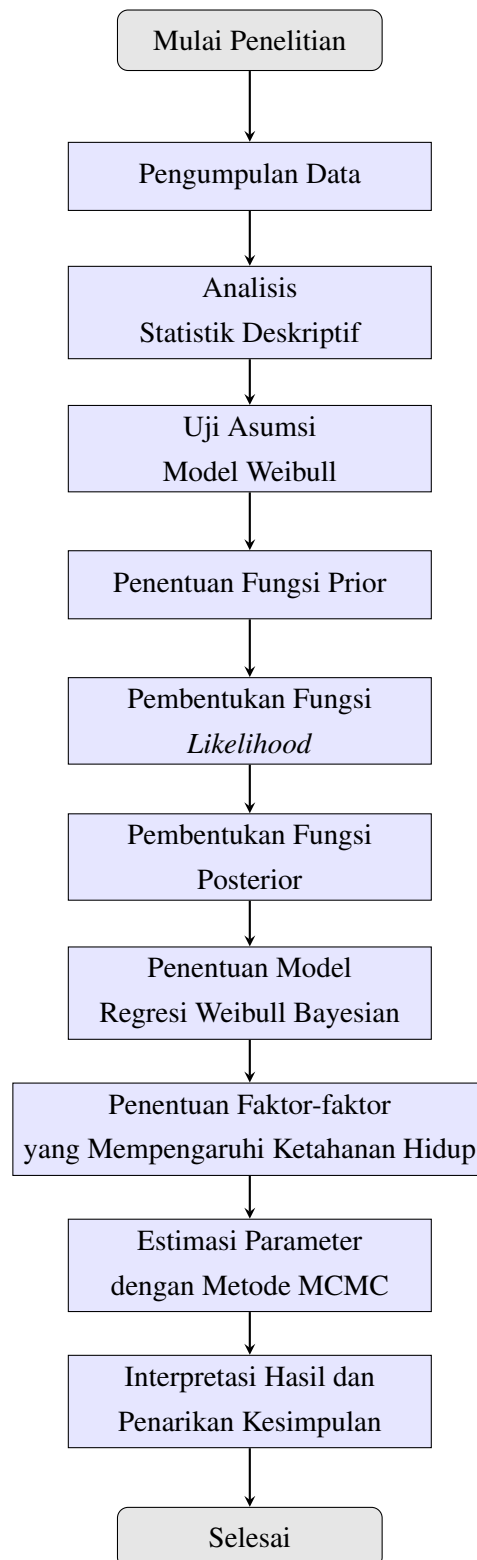 Mulai Penelitian
Pengumpulan Data
Analisis
Statistik Deskriptif
Uji Asumsi
Model Weibull
Penentuan Fungsi Prior
Pembentukan Fungsi
Likelihood
Pembentukan Fungsi
Posterior
Penentuan Model
Regresi Weibull Bayesian
Penentuan Faktor-faktor
yang Mempengaruhi Ketahanan Hidup
Estimasi Parameter
dengan Metode MCMC
Interpretasi Hasil dan
Penarikan Kesimpulan
Selesai